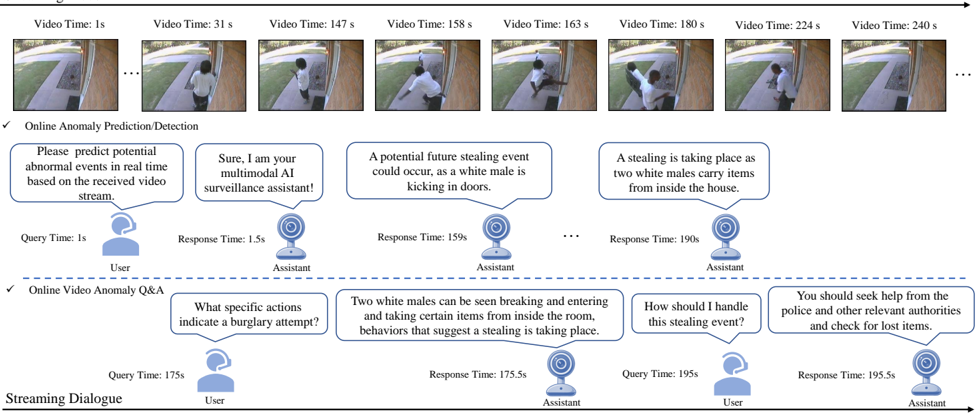 Video Time: 1s Video Time: 31 s Video Time: 147 s Video Time: 158 s Video Time: 163 s Video Time: 180 s Video Time: 224 s Video Time: 240 s
... ...
✓ Online Anomaly Prediction/Detection
Please predict potential
abnormal events in real time
based on the received video
stream.
Sure, I am your
multimodal AI
surveillance assistant!
A potential future stealing event
could occur, as a white male is
kicking in doors.
A stealing is taking place as
two white males carry items
from inside the house.
Query Time: 1s
User
Response Time: 1.5s
Assistant
Response Time: 159s
Assistant
...
Response Time: 190s
Assistant
✓ Online Video Anomaly Q&A
What specific actions
indicate a burglary attempt?
Two white males can be seen breaking and entering
and taking certain items from inside the room,
behaviors that suggest a stealing is taking place.
How should I handle
this stealing event?
You should seek help from the
police and other relevant authorities
and check for lost items.
Query Time: 175s
User
Response Time: 175.5s
Assistant
Query Time: 195s
User
Response Time: 195.5s
Assistant
Streaming Dialogue